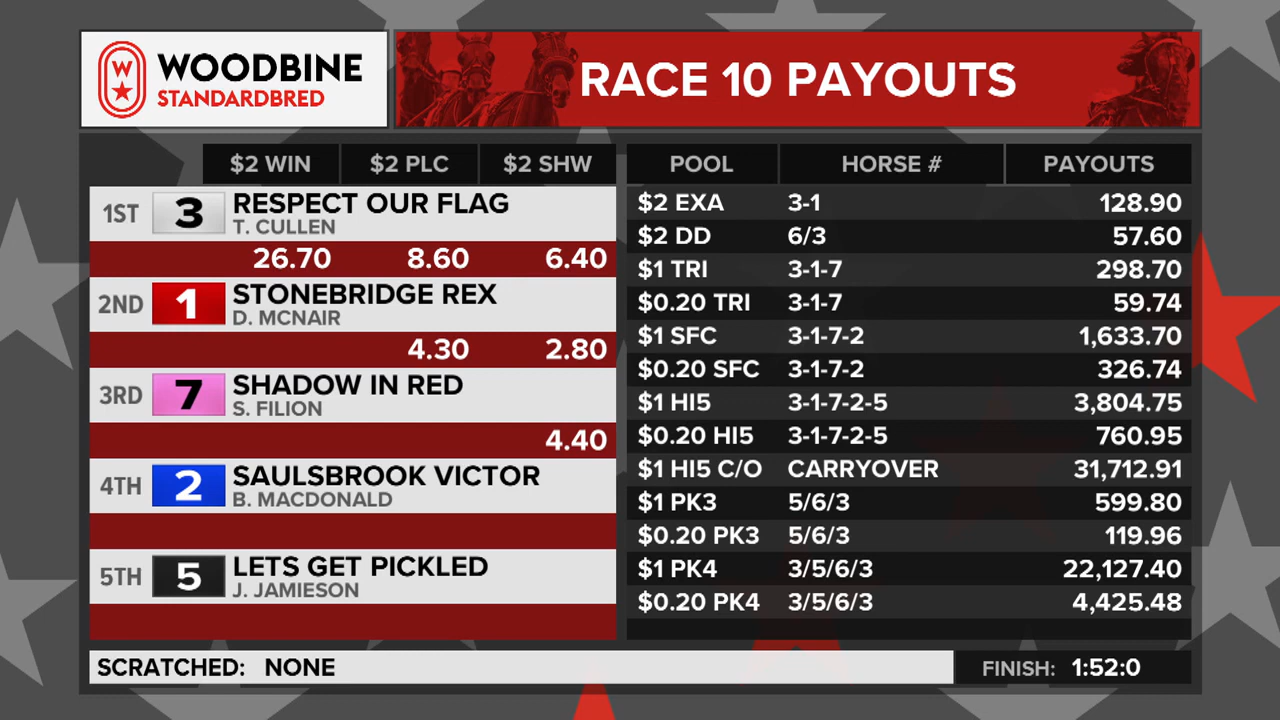 W
WOODBINE
STANDARDBRED
RACE 10 PAYOUTS
$2 WIN $2 PLC $2 SHW
1ST 3 RESPECT OUR FLAG
T. CULLEN
26.70 8.60 6.40
2ND 1 STONEBRIDGE REX
D. MCNAIR
4.30 2.80
3RD 7 SHADOW IN RED
S. FILION
4.40
4TH 2 SAULSBROOK VICTOR
B. MACDONALD
5TH 5 LETS GET PICKLED
J. JAMIESON
POOL HORSE # PAYOUTS
$2 EXA 3-1 128.90
$2 DD 6/3 57.60
$1 TRI 3-1-7 298.70
$0.20 TRI 3-1-7 59.74
$1 SFC 3-1-7-2 1,633.70
$0.20 SFC 3-1-7-2 326.74
$1 HI5 3-1-7-2-5 3,804.75
$0.20 HI5 3-1-7-2-5 760.95
$1 HI5 C/O CARRYOVER 31,712.91
$1 PK3 5/6/3 599.80
$0.20 PK3 5/6/3 119.96
$1 PK4 3/5/6/3 22,127.40
$0.20 PK4 3/5/6/3 4,425.48
SCRATCHED: NONE
FINISH: 1:52:0